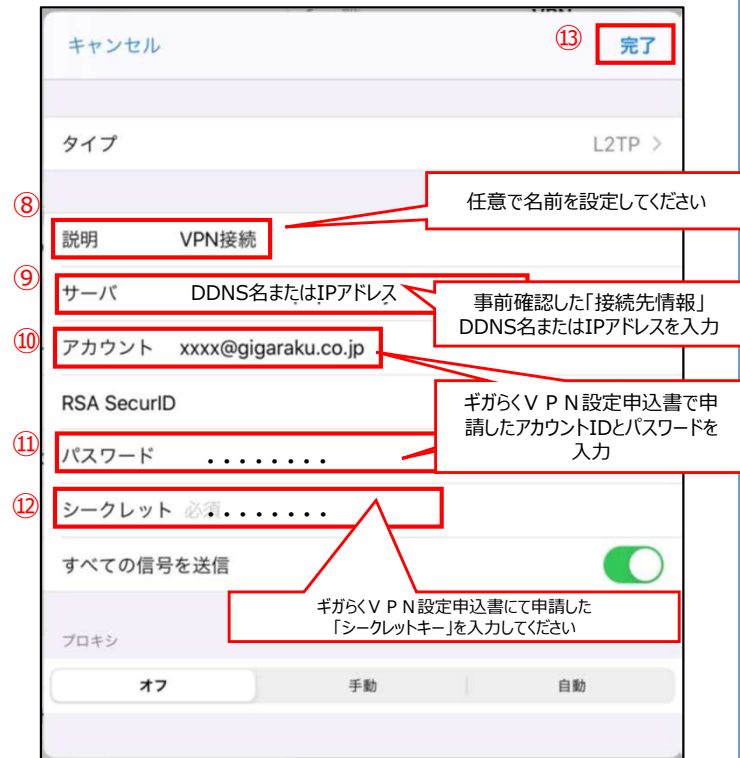 キャンセル
⑬
完了
タイプ
L2TP >
任意で名前を設定してください
⑧
説明 VPN接続
⑨
サーバ DDNS名またはIPアドレス
事前確認した「接続先情報」
DDNS名またはIPアドレスを入力
⑩
アカウント xxxx@gigaraku.co.jp
RSA SecurID
ギガらくVPN設定申込書で申
請したアカウントIDとパスワードを
入力
⑪
パスワード ........
⑫
シークレット 必須.......
すべての信号を送信
ギガらくVPN設定申込書にて申請した
「シークレットキー」を入力してください
プロキシ
オフ 手動 自動